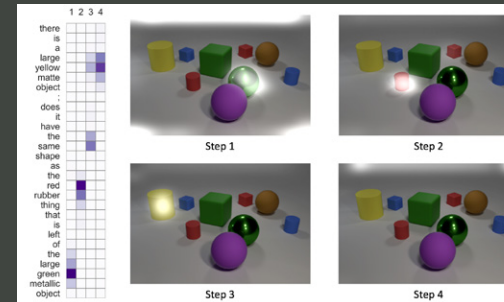 1 2 3 4
there
is
a
large
yellow
matte
object
;
does
it
have
the
same
shape
as
the
red
rubber
thing
that
is
left
of
the
large
green
metallic
object
Step 1
Step 2
Step 3
Step 4